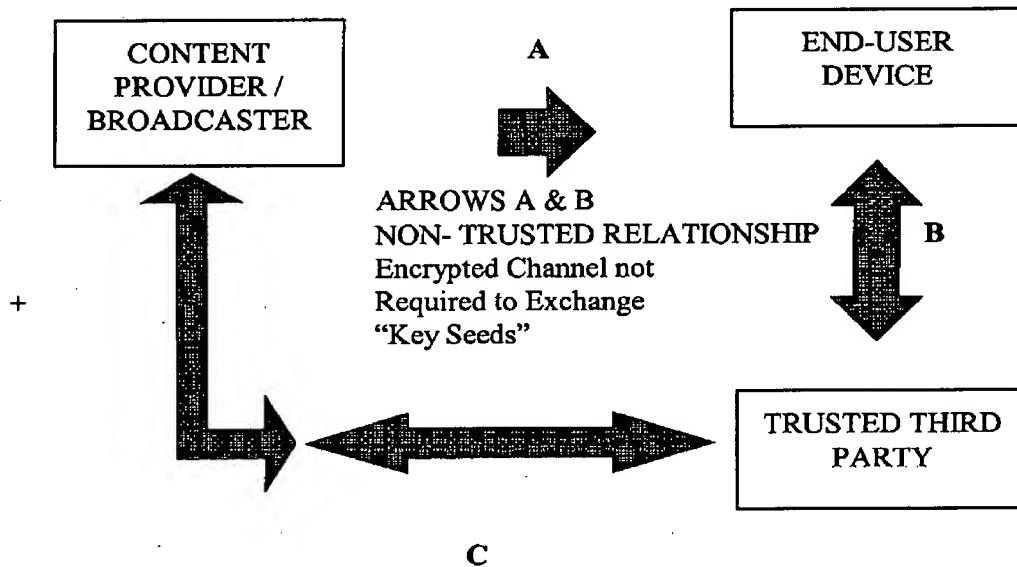 CONTENT
PROVIDER /
BROADCASTER
A
END-USER
DEVICE
ARROWS A & B
NON- TRUSTED RELATIONSHIP
Encrypted Channel not
Required to Exchange
“Key Seeds”
B
+
TRUSTED THIRD
PARTY
C